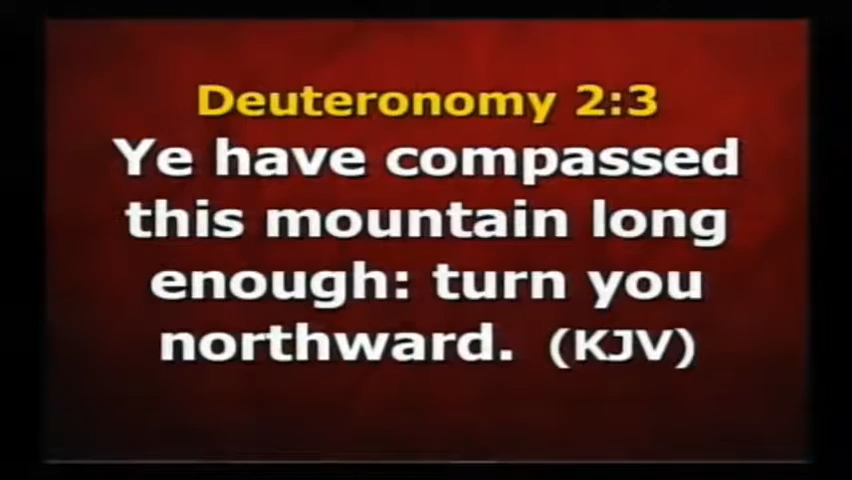 Deuteronomy 2:3
Ye have compassed
this mountain long
enough: turn you
northward. (KJV)